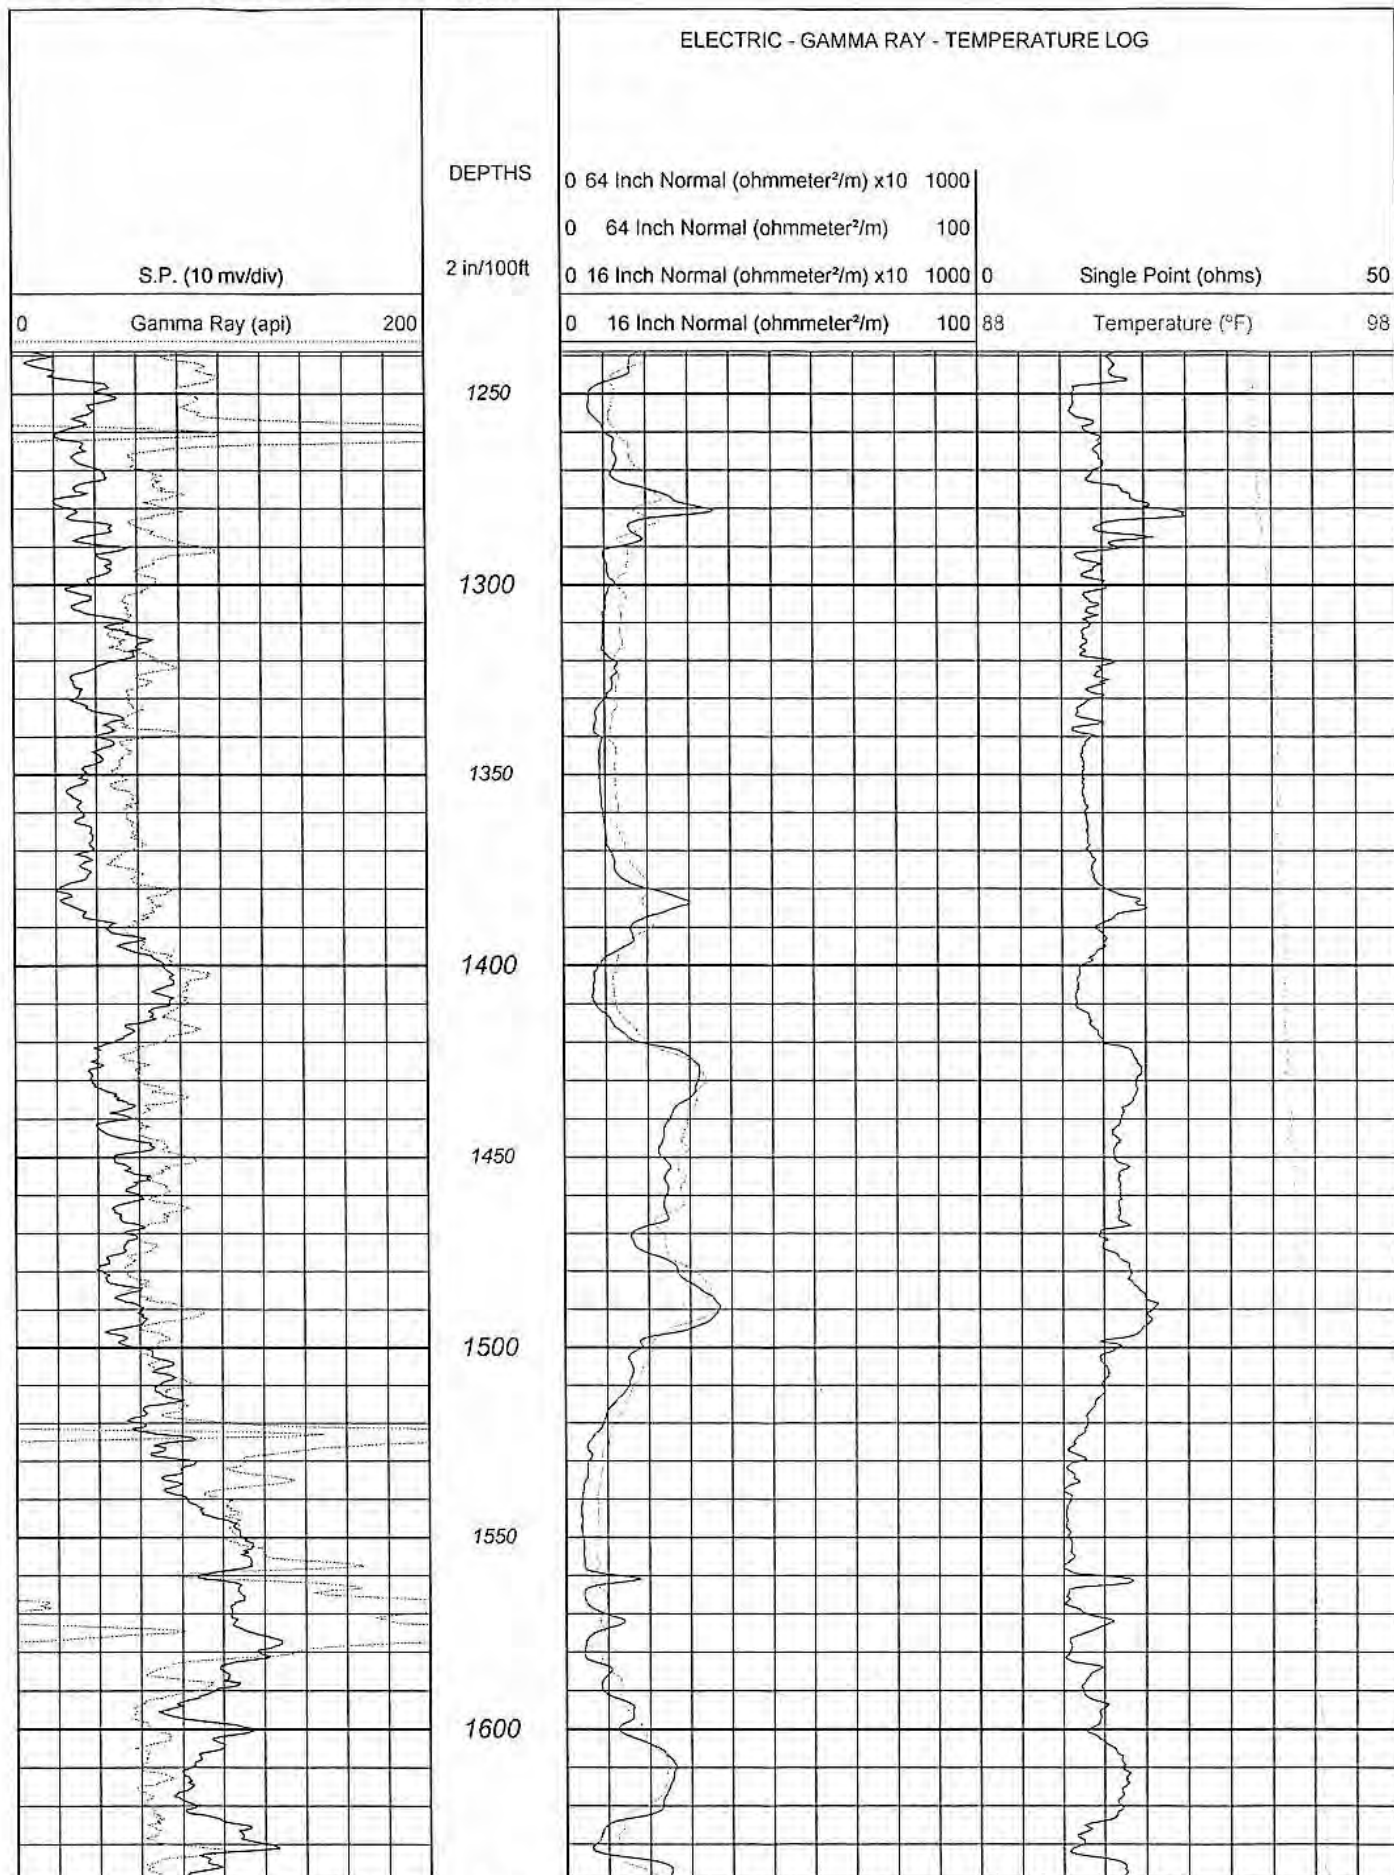 ELECTRIC - GAMMA RAY - TEMPERATURE LOG
DEPTHS
0 64 Inch Normal (ohmmeter²/m) x10 1000
0 64 Inch Normal (ohmmeter²/m) 100
S.P. (10 mv/div) 2 in/100ft 0 16 Inch Normal (ohmmeter²/m) x10 1000 0 Single Point (ohms) 50
0 Gamma Ray (api) 200 0 16 Inch Normal (ohmmeter²/m) 100 88 Temperature (°F) 98
1250
1300
1350
1400
1450
1500
1550
1600